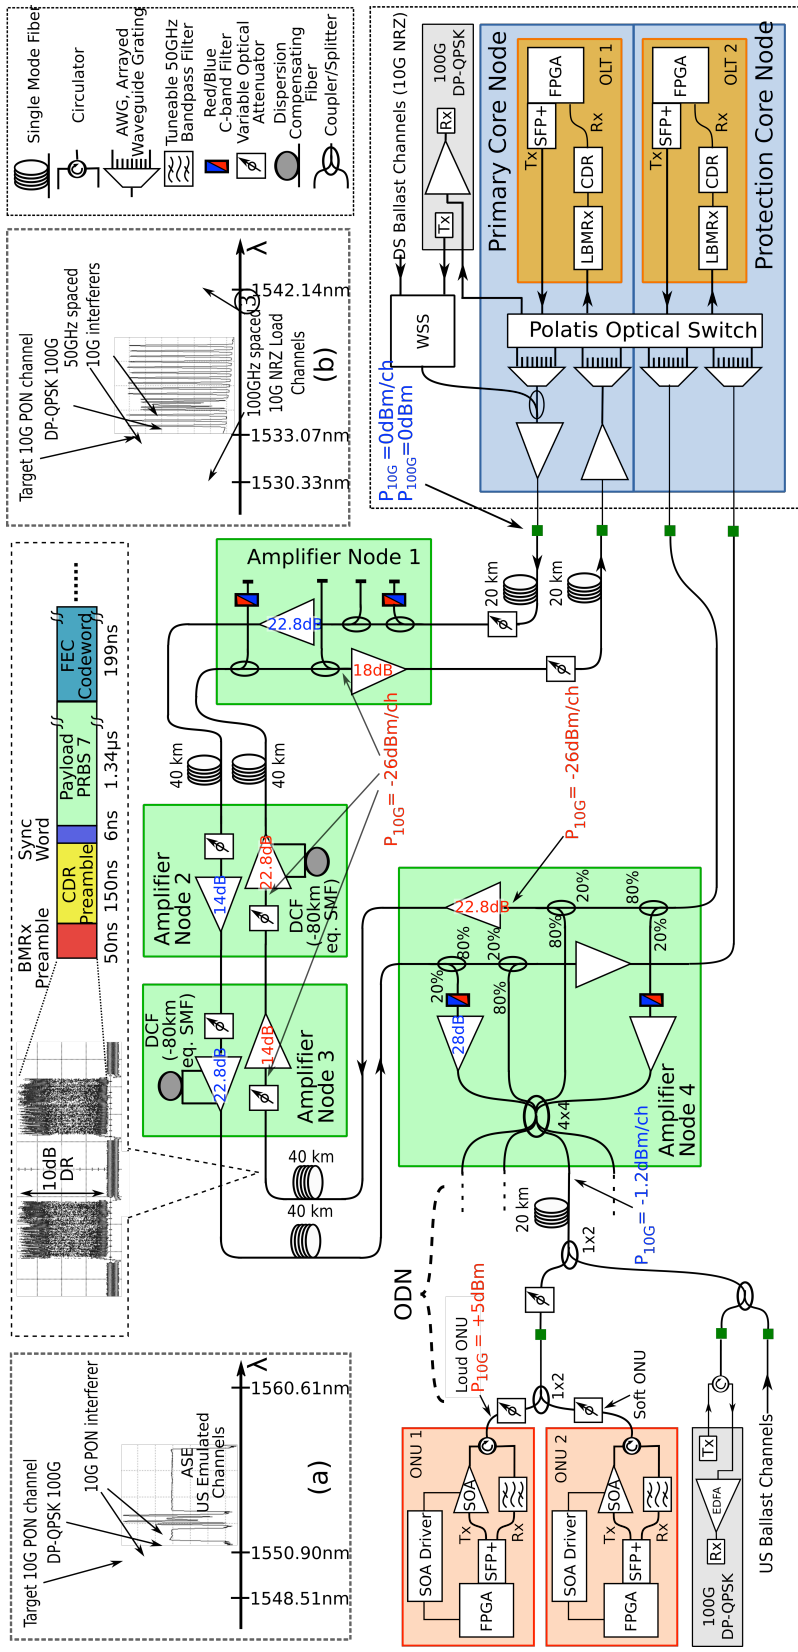 Single Mode Fiber
Circulator
AWG, Arrayed
Waveguide Grating
Tuneable 50GHz
Bandpass Filter
Red/Blue
C-band Filter
Variable Optical
Attenuator
Dispersion
Compensating
Fiber
Coupler/Splitter
Target 10G PON channel
DP-QPSK 100G
50GHz spaced
10G interferers
λ
1542.14nm
3
100GHz spaced
10G NRZ Load
Channels
1533.07nm
1530.33nm
(b)
DS Ballast Channels (10G NRZ)
100G
DP-QPSK
Rx
Tx
WSS
Primary Core Node
OLT 1
FPGA
SFP+
Tx
Rx
CDR
LBMRx
OLT 2
FPGA
SFP+
Tx
Rx
CDR
LBMRx
Protection Core Node
Polatis Optical Switch
P10G =0dBm/ch
P100G=0dBm
20 km
20 km
Amplifier Node 1
22.8dB
18dB
P10G= -26dBm/ch
P10G= -26dBm/ch
40 km
40 km
Amplifier
Node 2
14dB
22.8dB
DCF
(-80km
eq. SMF)
DCF
(-80km
eq. SMF)
22.8dB
14dB
Amplifier
Node 3
40 km
40 km
BMRx
Preamble
CDR
Preamble
Sync
Word
Payload
PRBS 7
FEC
Codeword
50ns
150ns
6ns
1.34µs
199ns
10dB
DR
22.8dB
20%
80%
80%
20%
80%
20%
20%
80%
28dB
4x4
Amplifier
Node 4
P10G= -1.2dBm/ch
20 km
1x2
ODN
Loud ONU
P10G= +5dBm
1x2
Soft ONU
ONU 1
SOA Driver
SOA
Tx
Rx
SFP+
FPGA
ONU 2
SOA Driver
SOA
Tx
Rx
SFP+
FPGA
Tx
EDFA
Rx
100G
DP-QPSK
US Ballast Channels
Target 10G PON channel
DP-QPSK 100G
10G PON interferer
ASE
US Emulated
Channels
λ
1560.61nm
1550.90nm
1548.51nm
(a)